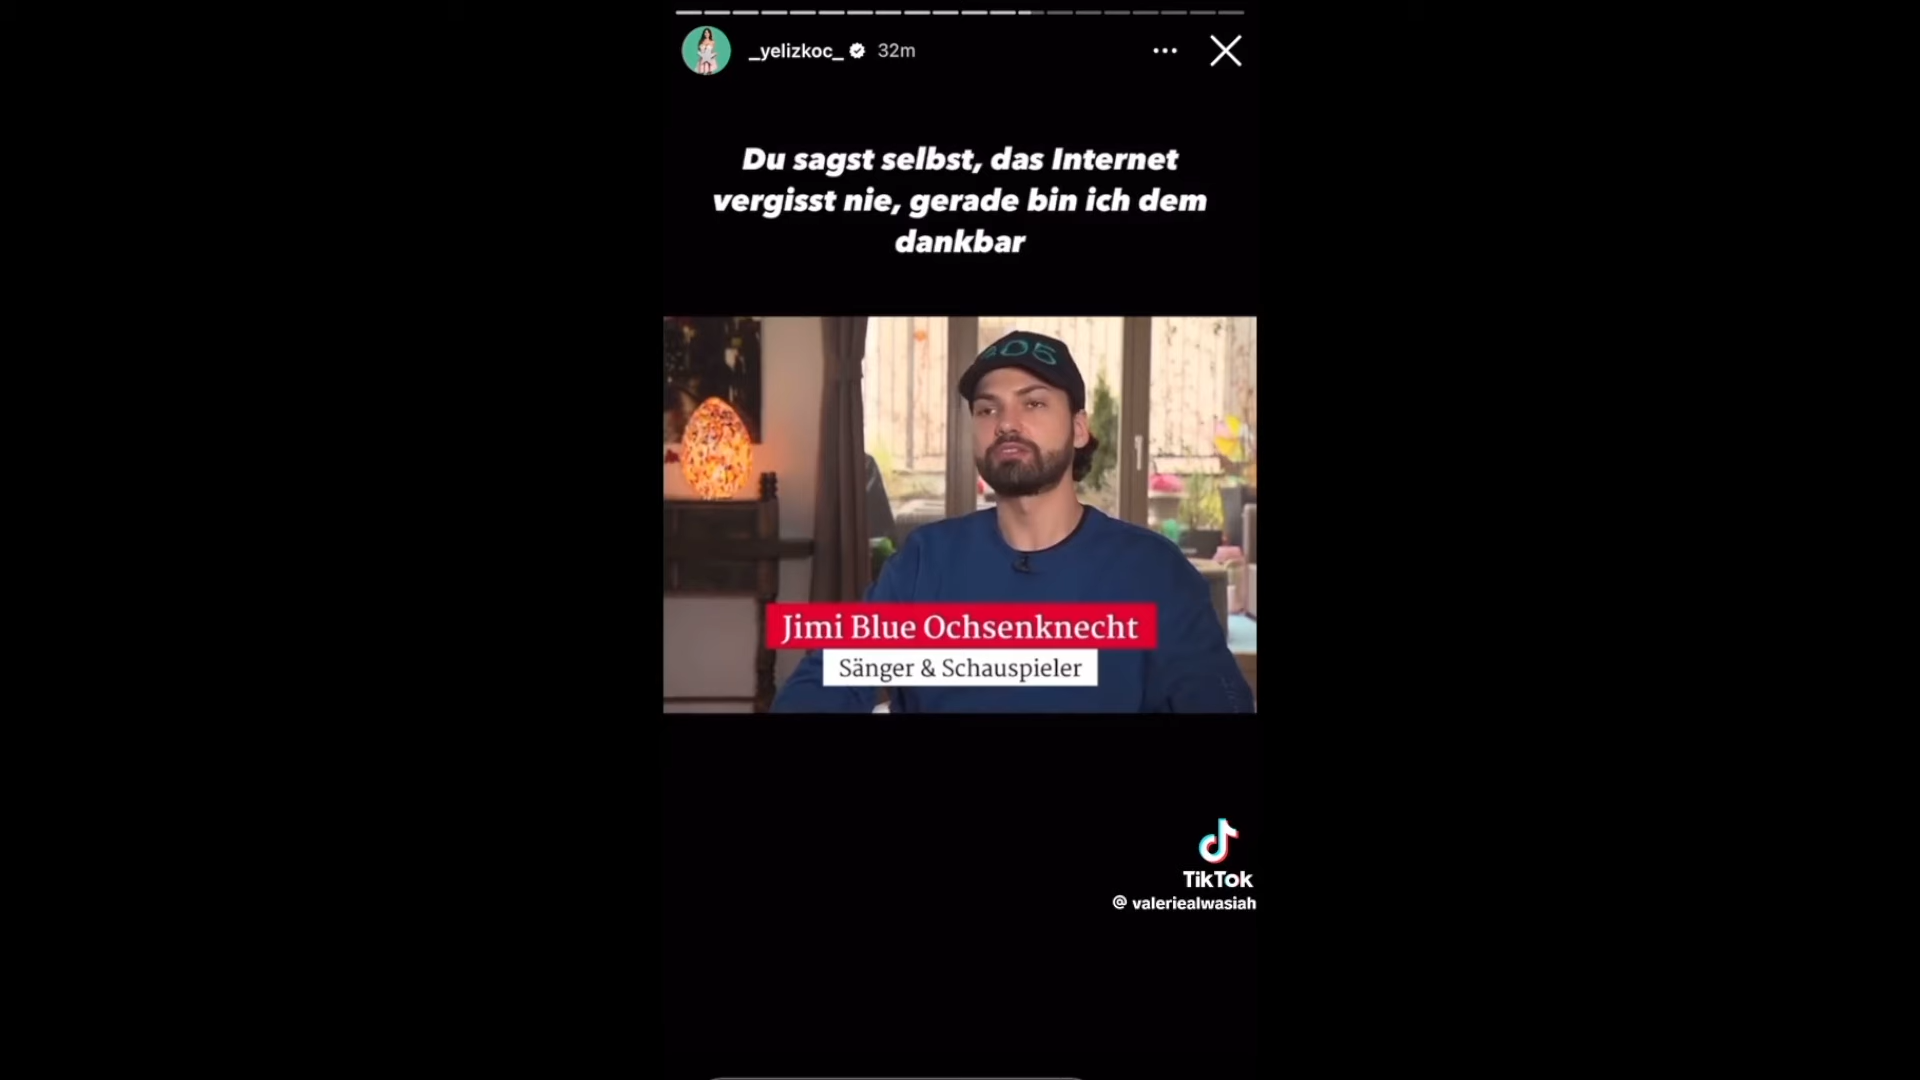 _yelizkoc_ 32m
Du sagst selbst, das Internet
vergisst nie, gerade bin ich dem
dankbar
Jimi Blue Ochsenknecht
Sänger & Schauspieler
TikTok
@ valeriealwasiah